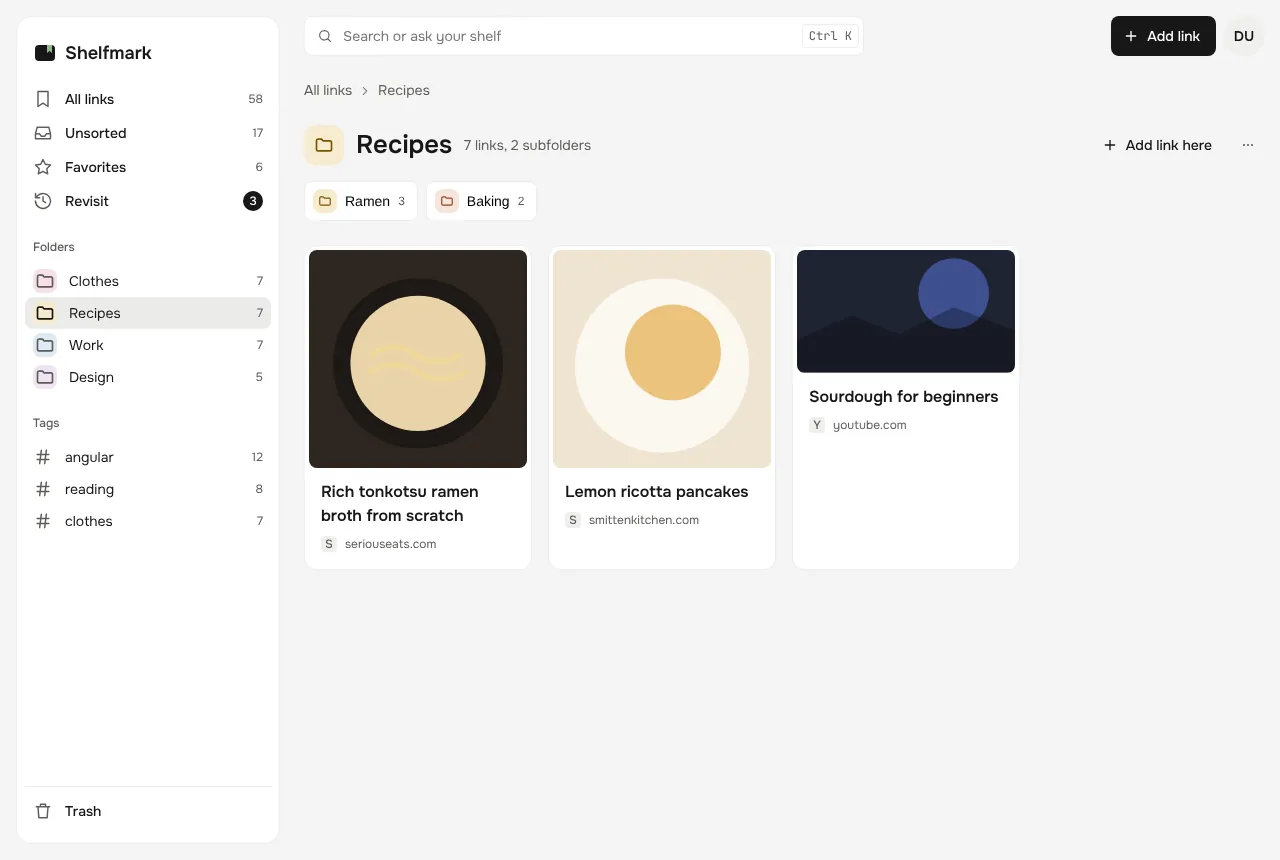 Shelfmark
All links 58
Unsorted 17
Favorites 6
Revisit 3
Folders
Clothes 7
Recipes 7
Work 7
Design 5
Tags
angular 12
reading 8
clothes 7
Trash
Search or ask your shelf Ctrl K
Add link DU
All links > Recipes
Recipes 7 links, 2 subfolders Add link here ...
Ramen 3 Baking 2
Rich tonkotsu ramen
broth from scratch
S seriouseats.com
Lemon ricotta pancakes
S smittenkitchen.com
Sourdough for beginners
Y youtube.com